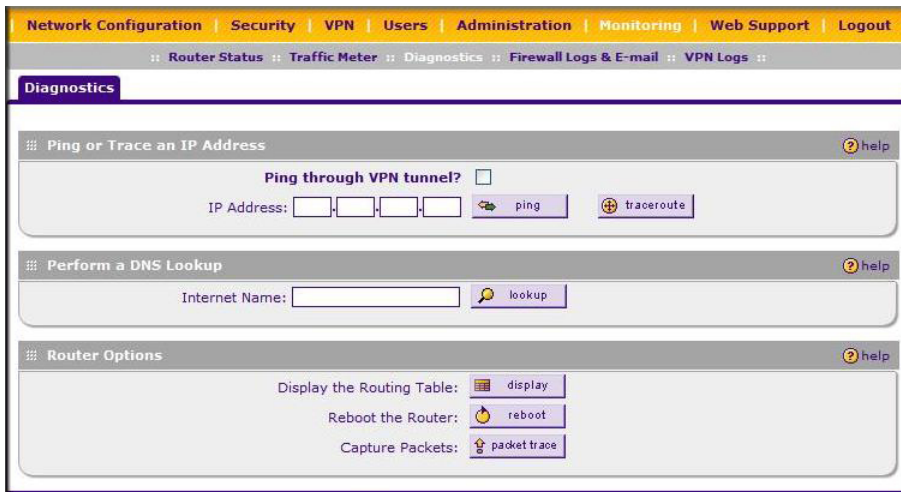 Network Configuration | Security | VPN | Users | Administration | Monitoring | Web Support | Logout
:: Router Status :: Traffic Meter :: Diagnostics :: Firewall Logs & E-mail :: VPN Logs ::
Diagnostics
Ping or Trace an IP Address ? help
Ping through VPN tunnel?
IP Address: . . . ping traceroute
Perform a DNS Lookup ? help
Internet Name: lookup
Router Options ? help
Display the Routing Table: display
Reboot the Router: reboot
Capture Packets: packet trace